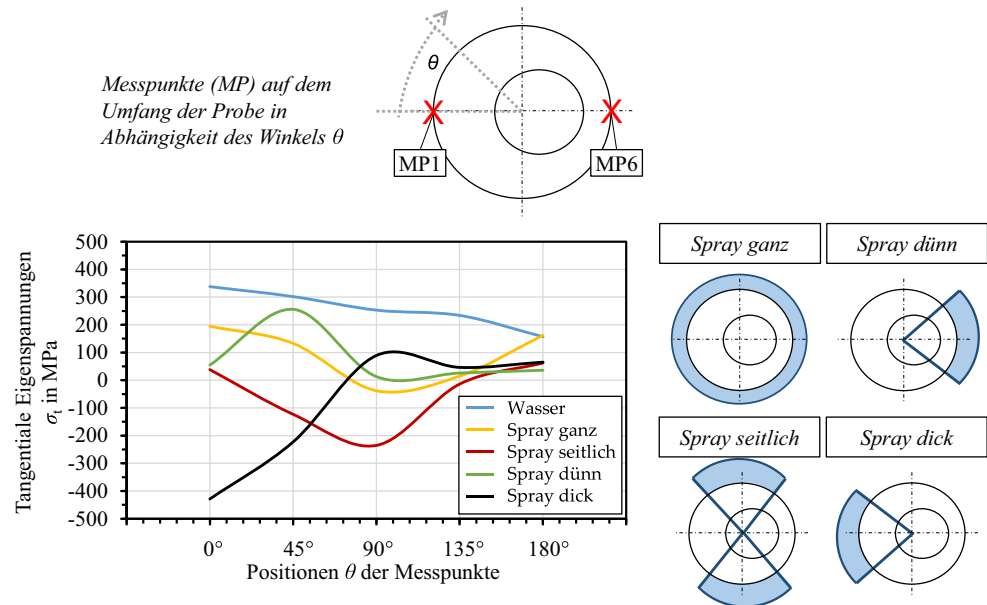 θ
Messpunkte (MP) auf dem
Umfang der Probe in
Abhängigkeit des Winkels θ
MP1
MP6
Tangentiale Eigenspannungen
σt in MPa
500
400
300
200
100
0
-100
-200
-300
-400
-500
Wasser
Spray ganz
Spray seitlich
Spray dünn
Spray dick
0° 45° 90° 135° 180°
Positionen θ der Messpunkte
Spray ganz
Spray dünn
Spray seitlich
Spray dick